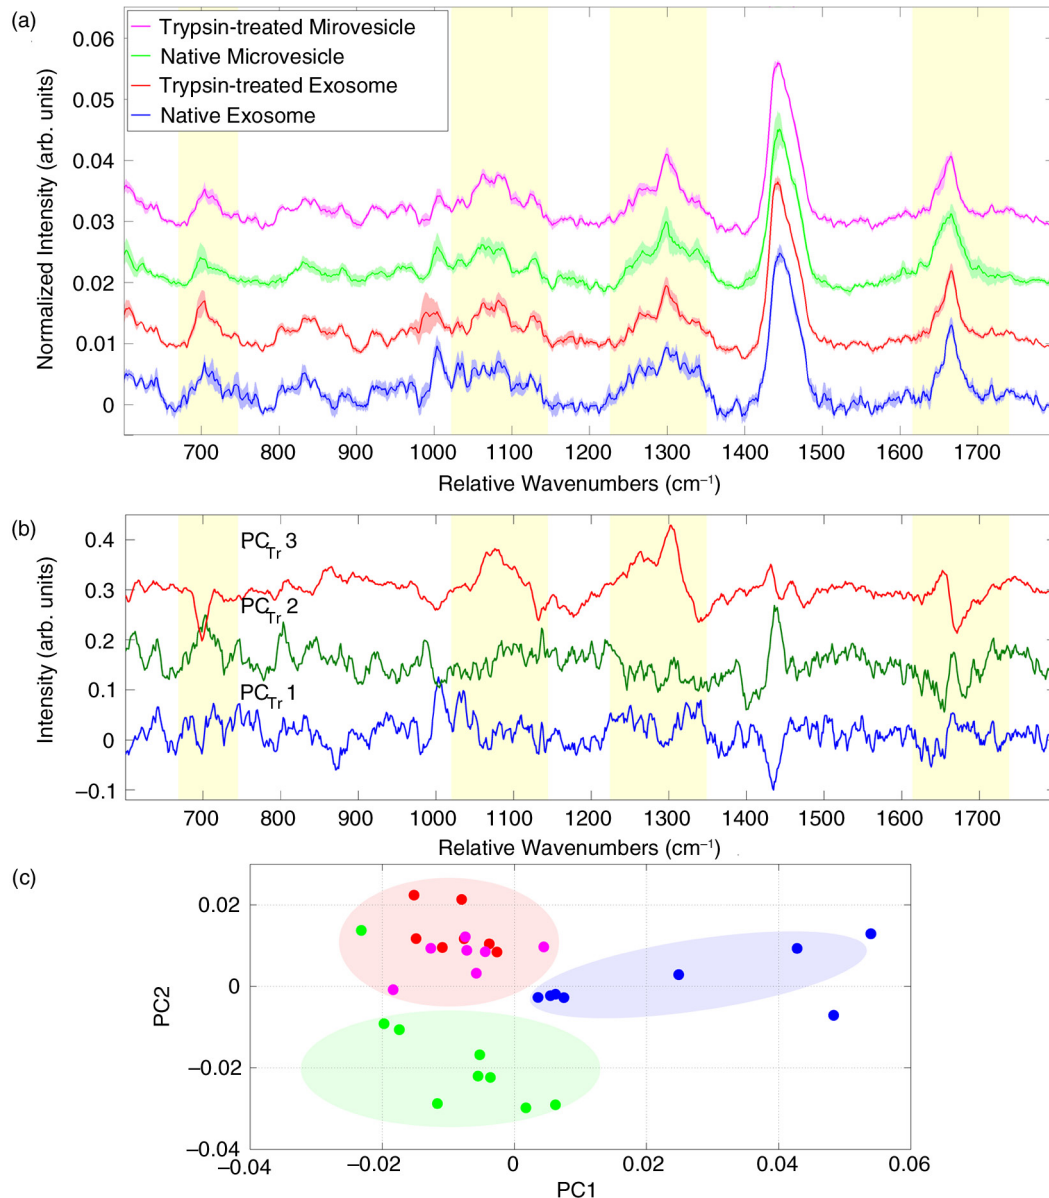 (a)
Trypsin-treated Mirovesicle
Native Microvesicle
Trypsin-treated Exosome
Native Exosome
Normalized Intensity (arb. units)
0.06
0.05
0.04
0.03
0.02
0.01
0
700 800 900 1000 1100 1200 1300 1400 1500 1600 1700
Relative Wavenumbers (cm⁻¹)
(b)
PCTr 3
PCTr 2
PCTr 1
Intensity (arb. units)
0.4
0.3
0.2
0.1
0
−0.1
700 800 900 1000 1100 1200 1300 1400 1500 1600 1700
Relative Wavenumbers (cm⁻¹)
(c)
PC2
0.02
0
−0.02
−0.04
−0.04 −0.02 0 0.02 0.04 0.06
PC1